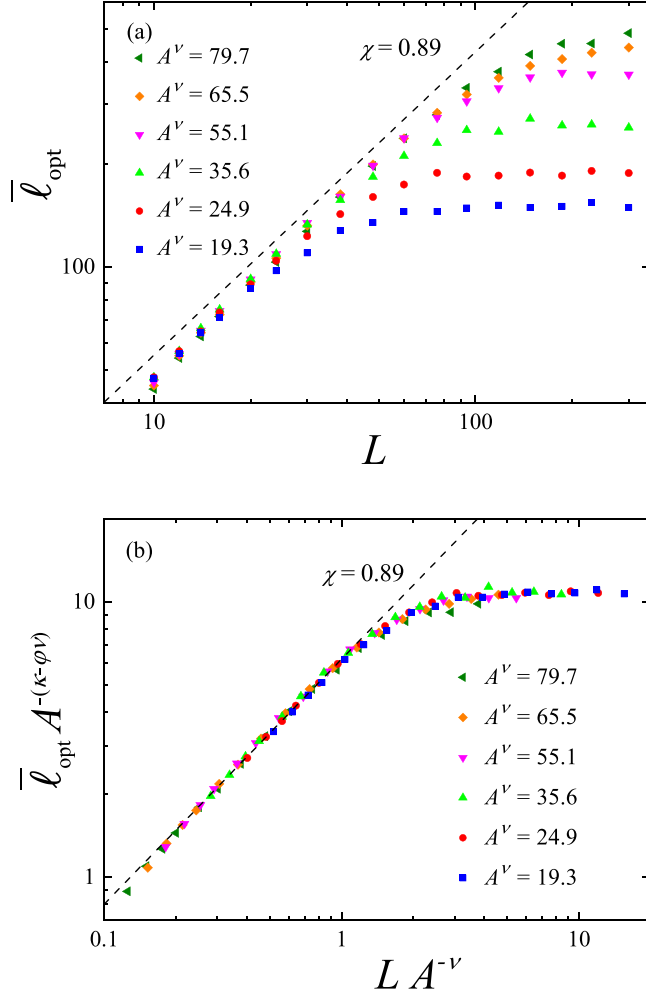 (a)
χ = 0.89
A^ν = 79.7
A^ν = 65.5
A^ν = 55.1
A^ν = 35.6
A^ν = 24.9
A^ν = 19.3
ℓ̅_opt
100
10
100
L
(b)
χ = 0.89
10
1
ℓ̅_opt A^-(κ-φν)
A^ν = 79.7
A^ν = 65.5
A^ν = 55.1
A^ν = 35.6
A^ν = 24.9
A^ν = 19.3
0.1
1
10
L A^-ν